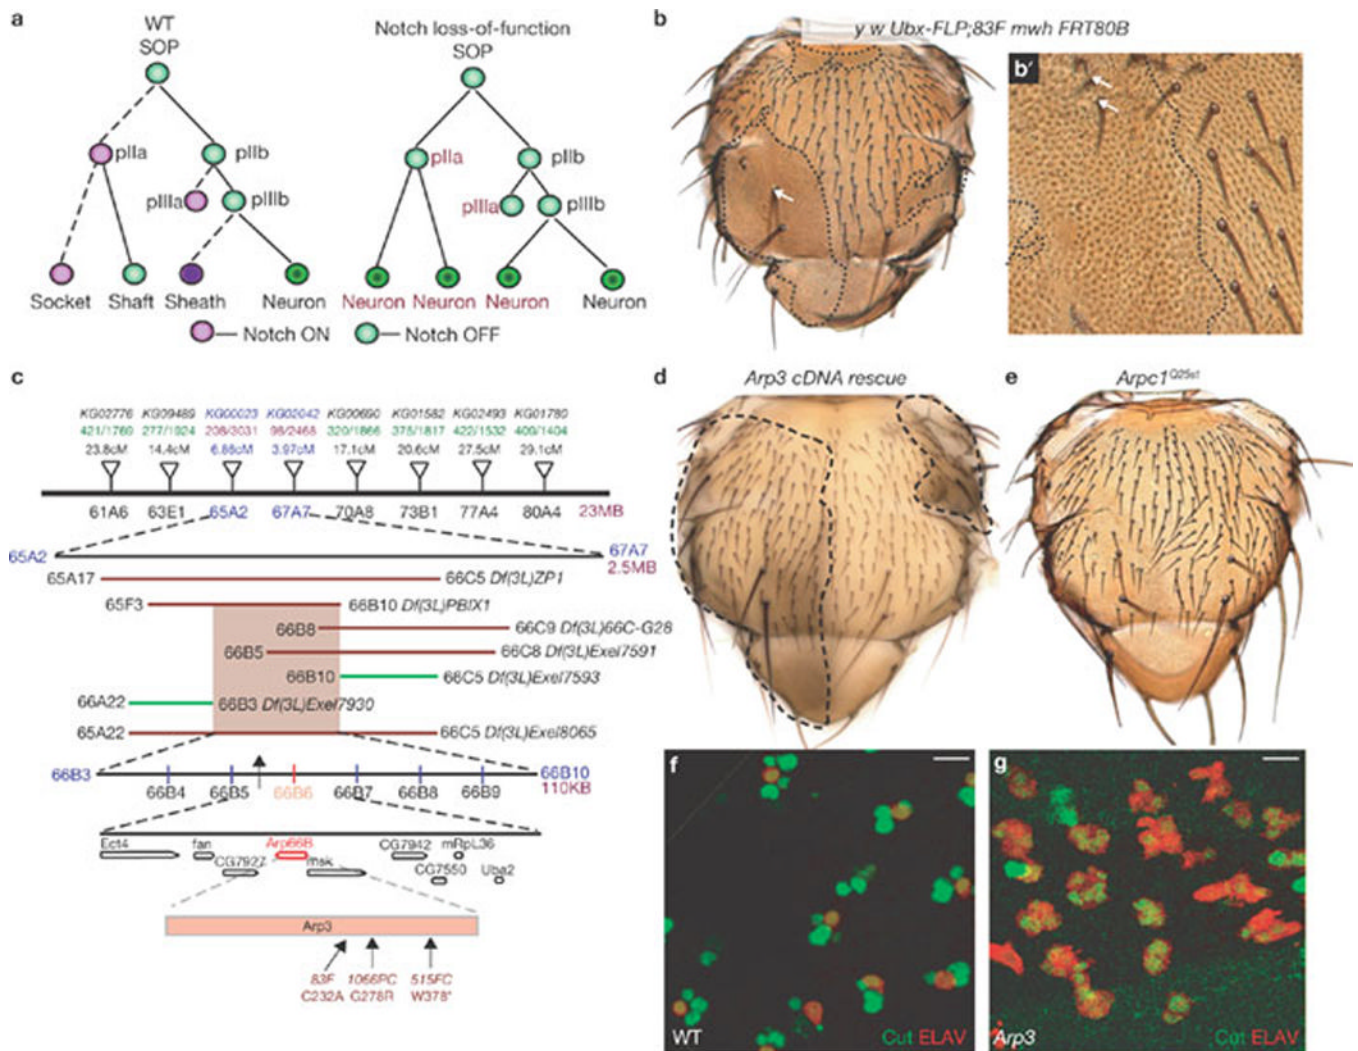 a
WT
SOP
pIIa
pIIb
pIIIa
pIIIb
Socket
Shaft
Sheath
Neuron
Notch loss-of-function
SOP
pIIa
pIIb
pIIIa
pIIIb
Neuron
Neuron
Neuron
Neuron
Notch ON
Notch OFF
b
y w Ubx-FLP;83F mwh FRT80B
b'
c
KG02776 KG09489 KG00023 KG02042 KG00690 KG01582 KG02493 KG01780
421/1769 277/1924 208/3031 98/2468 320/1866 375/1817 422/1532 409/1404
23.8cM 14.4cM 6.86cM 3.97cM 17.1cM 20.6cM 27.5cM 29.1cM
61A6 63E1 65A2 67A7 70A8 73B1 77A4 80A4 23MB
65A2
67A7
2.5MB
65A17
66C5 Df(3L)ZP1
65F3
66B10 Df(3L)PBIX1
66B8
66C9 Df(3L)66C-G28
66B5
66C8 Df(3L)Exel7591
66B10
66C5 Df(3L)Exel7593
66A22
66B3 Df(3L)Exel7930
65A22
66C5 Df(3L)Exel8065
66B3
66B10
110KB
66B4 66B5 66B6 66B7 66B8 66B9
Ect4
fan
CG7927
Arp66B
msk
CG7942
CG7550
mRpL36
Uba2
Arp3
83F 1066PC 515FC
C232A G278R W378*
d
Arp3 cDNA rescue
e
Arpc1Q25st
f
WT
Cut ELAV
g
Arp3
Cut ELAV